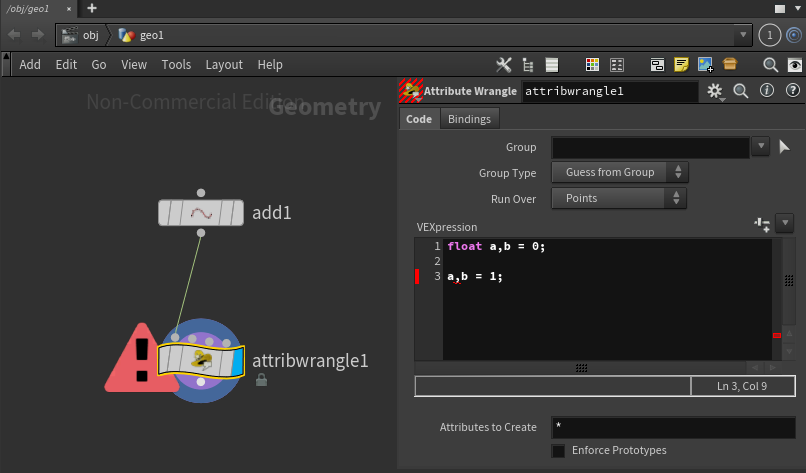 /obj/geo1 × +
obj geo1 1
Add Edit Go View Tools Layout Help
Non-Commercial Edition
Geometry
add1
attribwrangle1
Attribute Wrangle attribwrangle1
Code Bindings
Group
Group Type Guess from Group
Run Over Points
VEXpression
1 float a,b = 0;
2
3 a,b = 1;
Ln 3, Col 9
Attributes to Create *
Enforce Prototypes